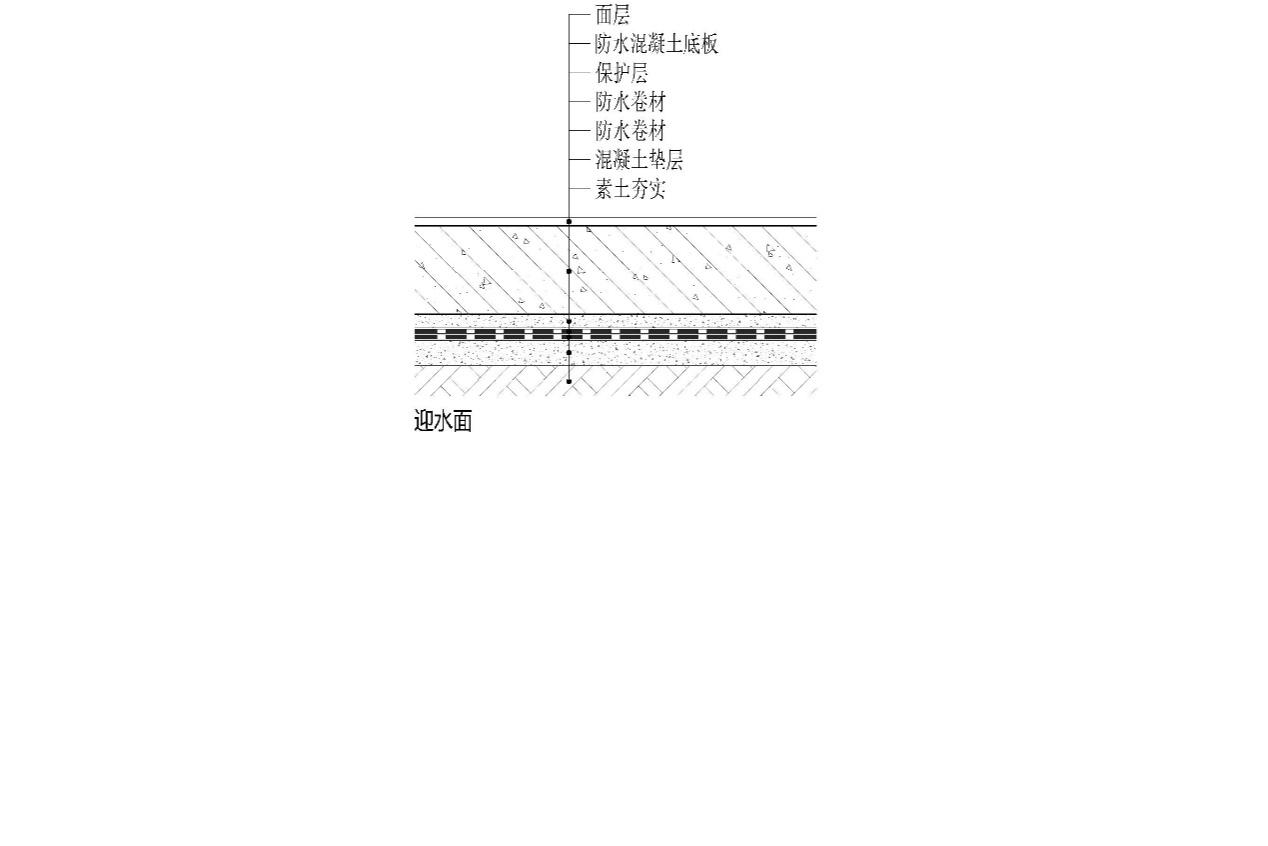 面层
防水混凝土底板
保护层
防水卷材
防水卷材
混凝土垫层
素土夯实
迎水面